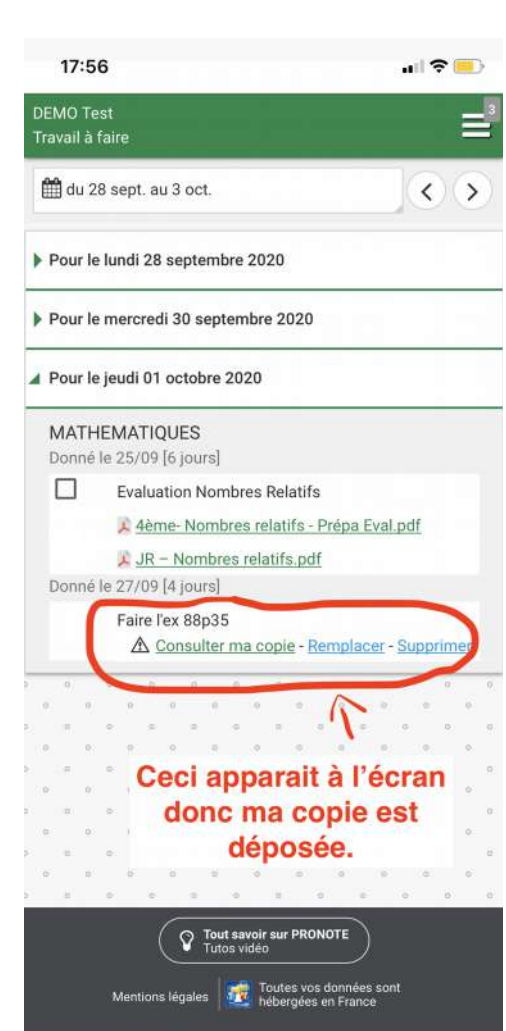 17:56
DEMO Test
3
Travail à faire
du 28 sept. au 3 oct.
Pour le lundi 28 septembre 2020
Pour le mercredi 30 septembre 2020
Pour le jeudi 01 octobre 2020
MATHEMATIQUES
Donné le 25/09 [6 jours]
Evaluation Nombres Relatifs
4ème- Nombres relatifs - Prépa Eval.pdf
JR – Nombres relatifs.pdf
Donné le 27/09 [4 jours]
Faire l'ex 88p35
Consulter ma copie - Remplacer - Supprimer
Ceci apparait à l'écran
donc ma copie est
déposée.
Tout savoir sur PRONOTE
Tutos vidéo
Mentions légales
Toutes vos données sont
hébergées en France